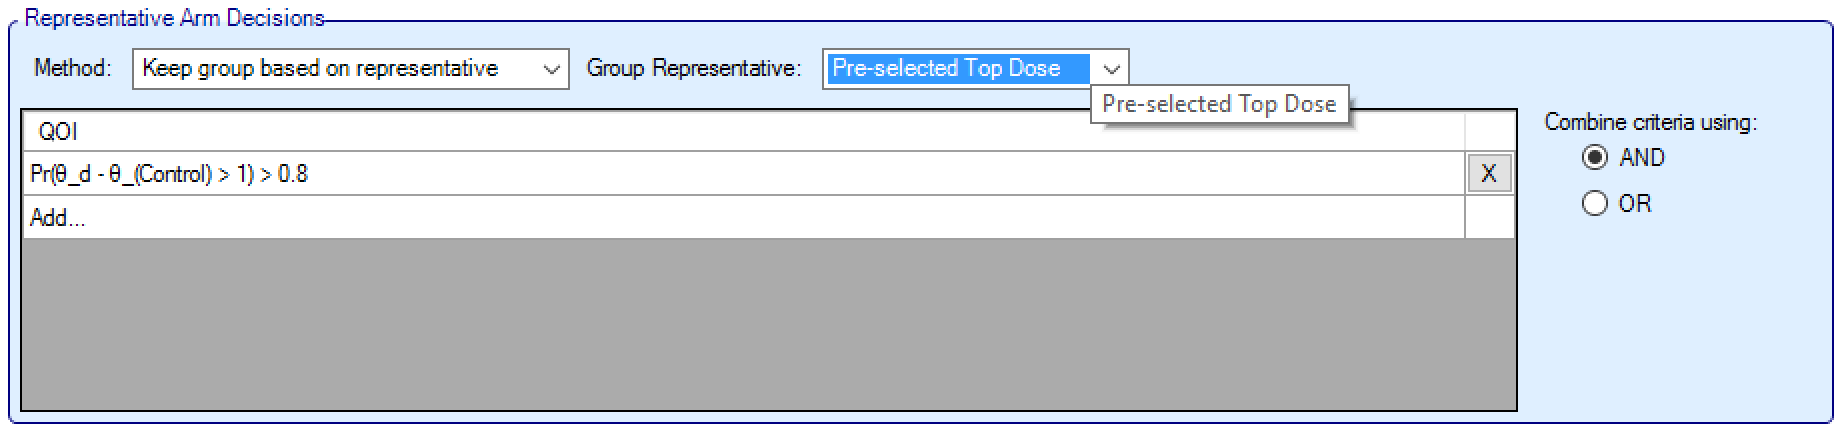 Representative Arm Decisions
Method: Keep group based on representative Group Representative: Pre-selected Top Dose
Pre-selected Top Dose
QOI
Pr(θ_d - θ_(Control) > 1) > 0.8 X
Add...
Combine criteria using:
AND
OR